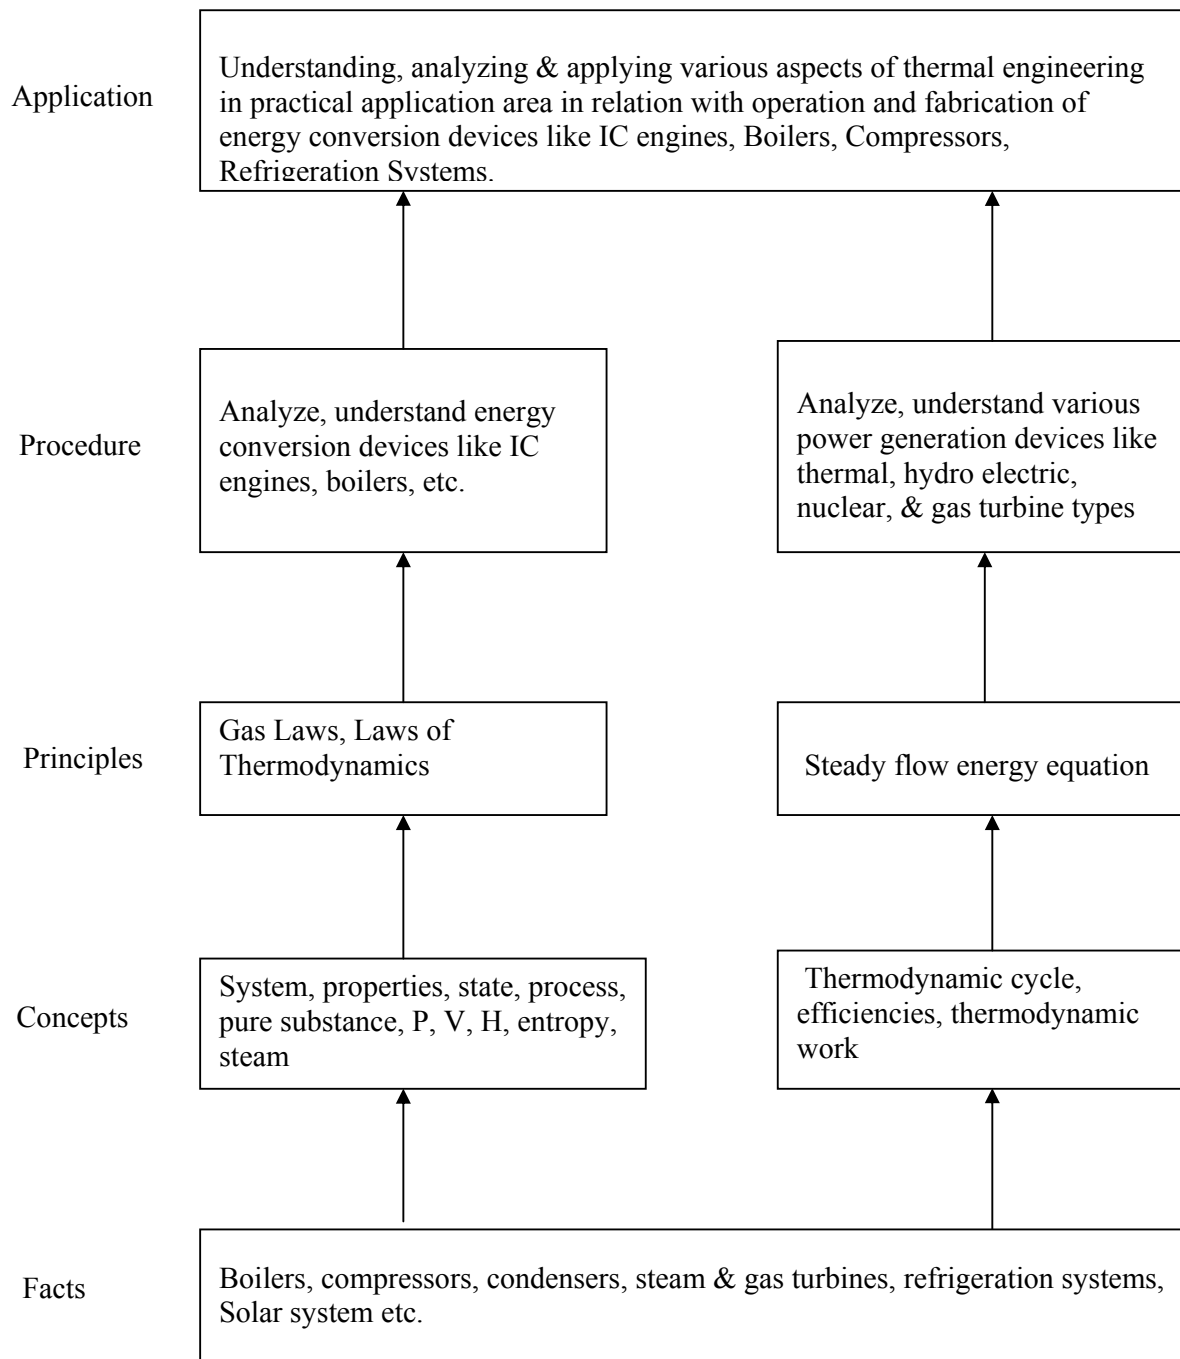 Application
Understanding, analyzing & applying various aspects of thermal engineering
in practical application area in relation with operation and fabrication of
energy conversion devices like IC engines, Boilers, Compressors,
Refrigeration Systems.
Procedure
Analyze, understand energy
conversion devices like IC
engines, boilers, etc.
Analyze, understand various
power generation devices like
thermal, hydro electric,
nuclear, & gas turbine types
Principles
Gas Laws, Laws of
Thermodynamics
Steady flow energy equation
Concepts
System, properties, state, process,
pure substance, P, V, H, entropy,
steam
Thermodynamic cycle,
efficiencies, thermodynamic
work
Facts
Boilers, compressors, condensers, steam & gas turbines, refrigeration systems,
Solar system etc.